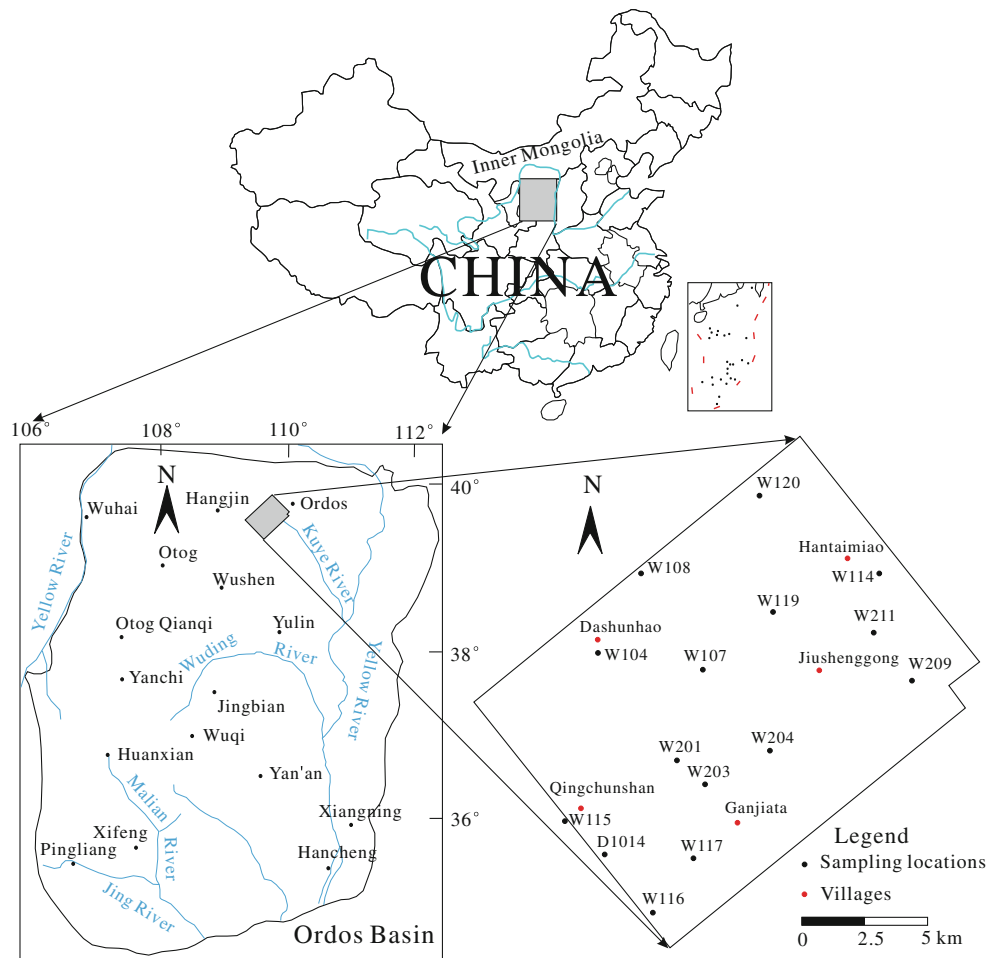 Inner Mongolia
CHINA
106°
108°
110°
112°
40°
38°
36°
N
Wuhai
Hangjin
Ordos
Otog
Wushen
Kuye River
Yellow River
Otog Qianqi
Yulin
Wuding
River
Yellow River
Yanchi
Jingbian
Wuqi
Huanxian
Yan'an
Malian
River
Xiangning
Xifeng
Pingliang
Hancheng
Jing River
Ordos Basin
N
W120
Hantaimiao
W114
W108
W119
W211
Dashunhao
W104
W107
Jiushenggong
W209
W204
W201
W203
Qingchunshan
W115
Ganjiata
D1014
W117
W116
Legend
Sampling locations
Villages
0
2.5
5 km